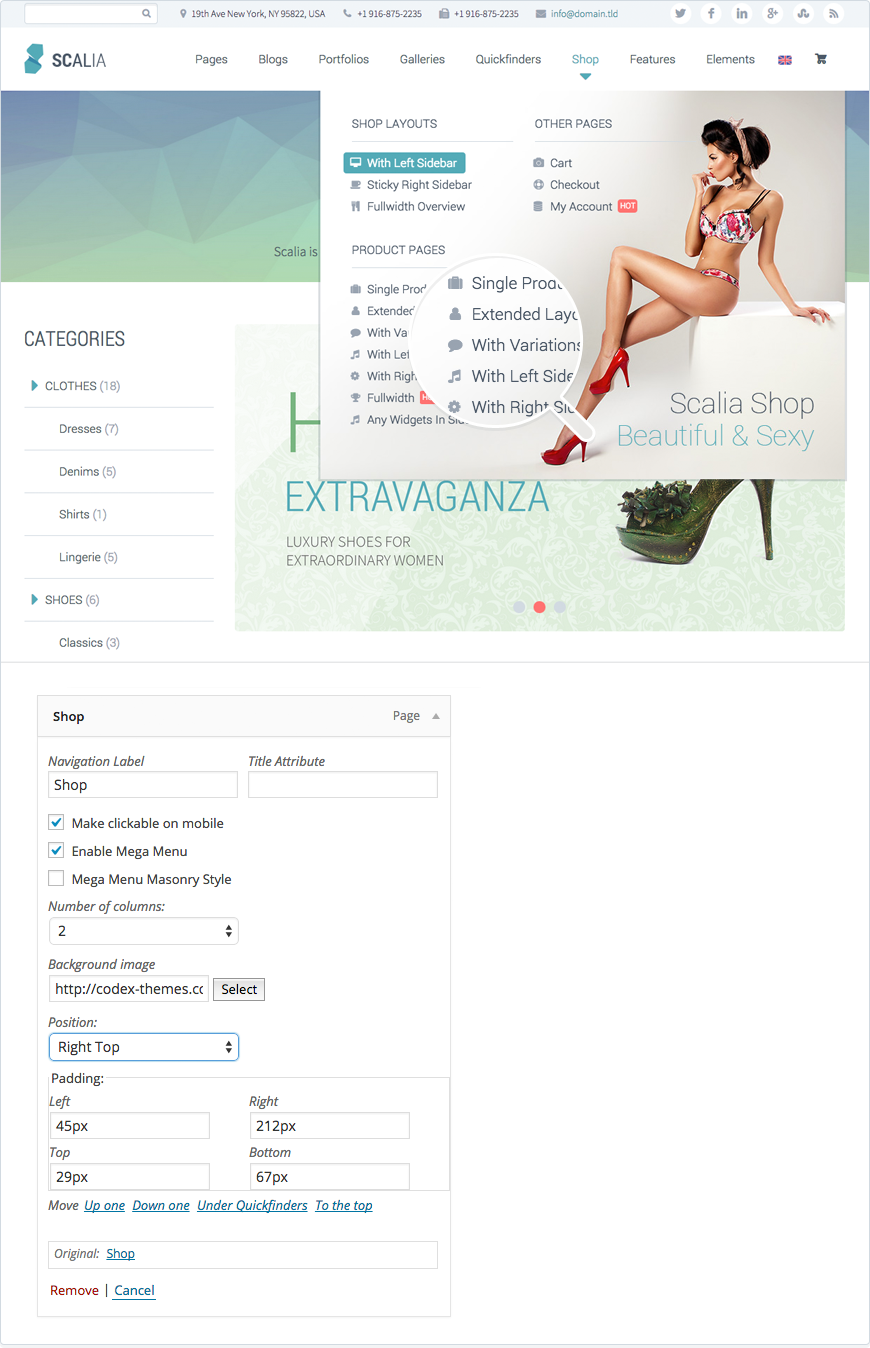 19th Ave New York, NY 95822, USA
+1 916-875-2235
+1 916-875-2235
info@domain.tld
SCALIA
Pages
Blogs
Portfolios
Galleries
Quickfinders
Shop
Features
Elements
Scalia is
SHOP LAYOUTS
With Left Sidebar
Sticky Right Sidebar
Fullwidth Overview
OTHER PAGES
Cart
Checkout
My Account HOT
PRODUCT PAGES
Single Prod
Extended
With Va
With Lef
With Righ
Fullwidth
Any Widgets In
Single Produ
Extended Layo
With Variations
With Left Side
With Right Si
Scalia Shop
Beautiful & Sexy
CATEGORIES
CLOTHES (18)
Dresses (7)
Denims (5)
Shirts (1)
Lingerie (5)
SHOES (6)
Classics (3)
EXTRAVAGANZA
LUXURY SHOES FOR
EXTRAORDINARY WOMEN
Shop
Page
Navigation Label
Title Attribute
Shop
Make clickable on mobile
Enable Mega Menu
Mega Menu Masonry Style
Number of columns:
2
Background image
http://codex-themes.co
Select
Position:
Right Top
Padding:
Left
Right
45px
212px
Top
Bottom
29px
67px
Move Up one Down one Under Quickfinders To the top
Original: Shop
Remove | Cancel